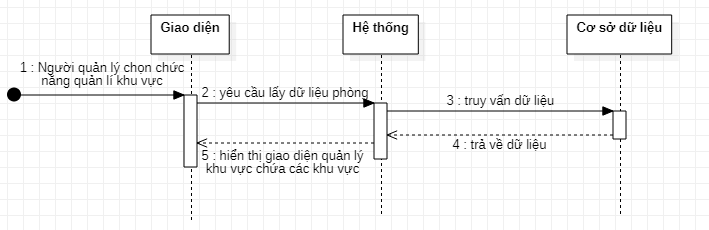 Giao diện
Hệ thống
Cơ sở dữ liệu
1 : Người quản lý chọn chức
năng quản lí khu vực
2 : yêu cầu lấy dữ liệu phòng
3 : truy vấn dữ liệu
4 : trả về dữ liệu
5 : hiển thị giao diện quản lý
khu vực chứa các khu vực